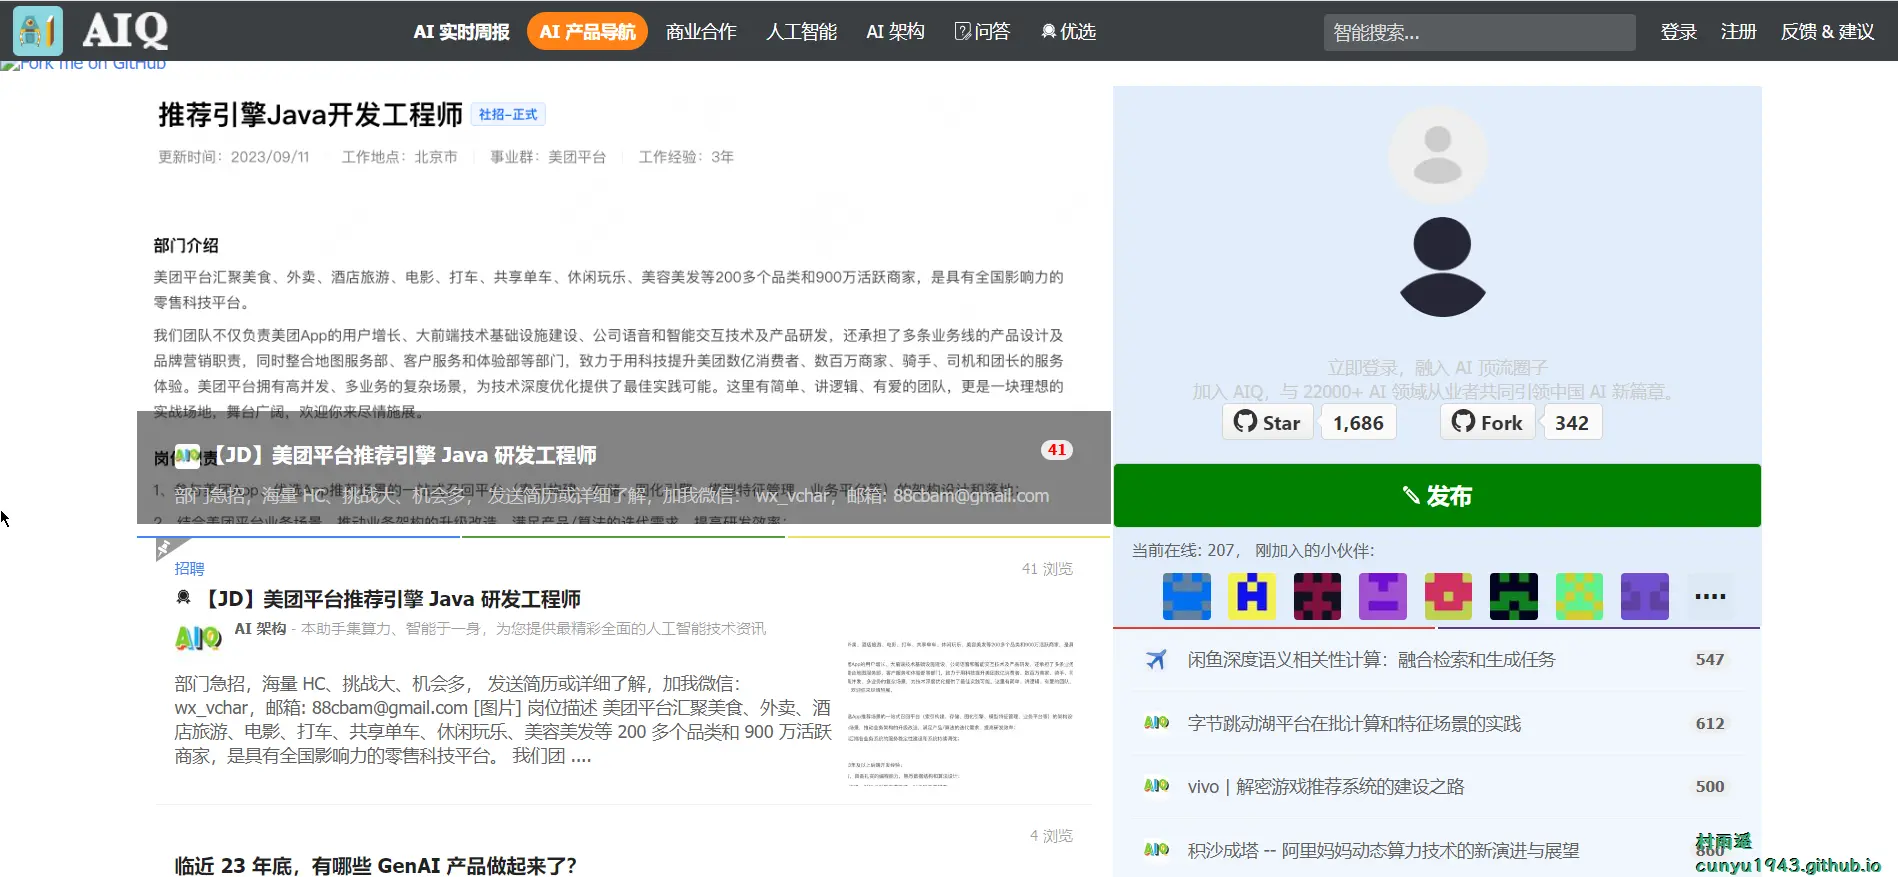 AIQ
AI 实时周报
AI 产品导航
商业合作
人工智能
AI 架构
问答
优选
智能搜索...
登录
注册
反馈 & 建议
Fork me on GitHub
推荐引擎Java开发工程师 社招-正式
更新时间：2023/09/11 工作地点：北京市 事业群：美团平台 工作经验：3年
部门介绍
美团平台汇聚美食、外卖、酒店旅游、电影、打车、共享单车、休闲玩乐、美容美发等200多个品类和900万活跃商家，是具有全国影响力的
零售科技平台。
我们团队不仅负责美团App的用户增长、大前端技术基础设施建设、公司语音和智能交互技术及产品研发，还承担了多条业务线的产品设计及
品牌营销职责，同时整合地图服务部、客户服务和体验部等部门，致力于用科技提升美团数亿消费者、数百万商家、骑手、司机和团长的服务
体验。美团平台拥有高并发、多业务的复杂场景，为技术深度优化提供了最佳实践可能。这里有简单、讲逻辑、有爱的团队，更是一块理想的
实战场地，舞台广阔，欢迎你来尽情施展。
【JD】美团平台推荐引擎 Java 研发工程师
41
部门急招，海量 HC、挑战大、机会多， 发送简历或详细了解，加我微信： wx_vchar，邮箱: 88cbam@gmail.com
2、结合美团平台业务场景，推动业务架构的升级改造，满足产品/算法的迭代需求，提高研发效率；
招聘
41 浏览
【JD】美团平台推荐引擎 Java 研发工程师
AIQ
AI 架构 - 本助手集算力、智能于一身，为您提供最精彩全面的人工智能技术资讯
部门急招，海量 HC、挑战大、机会多， 发送简历或详细了解，加我微信：
wx_vchar，邮箱: 88cbam@gmail.com [图片] 岗位描述 美团平台汇聚美食、外卖、酒
店旅游、电影、打车、共享单车、休闲玩乐、美容美发等 200 多个品类和 900 万活跃
商家，是具有全国影响力的零售科技平台。 我们团 ....
4 浏览
临近 23 年底，有哪些 GenAI 产品做起来了？
立即登录，融入 AI 顶流圈子
加入 AIQ，与 22000+ AI 领域从业者共同引领中国 AI 新篇章。
Star 1,686 Fork 342
发布
当前在线: 207， 刚加入的小伙伴:
....
闲鱼深度语义相关性计算：融合检索和生成任务 547
AIQ 字节跳动湖平台在批计算和特征场景的实践 612
AIQ vivo | 解密游戏推荐系统的建设之路 500
AIQ 积沙成塔 -- 阿里妈妈动态算力技术的新演进与展望 860
村雨遥
cunyu1943.github.io